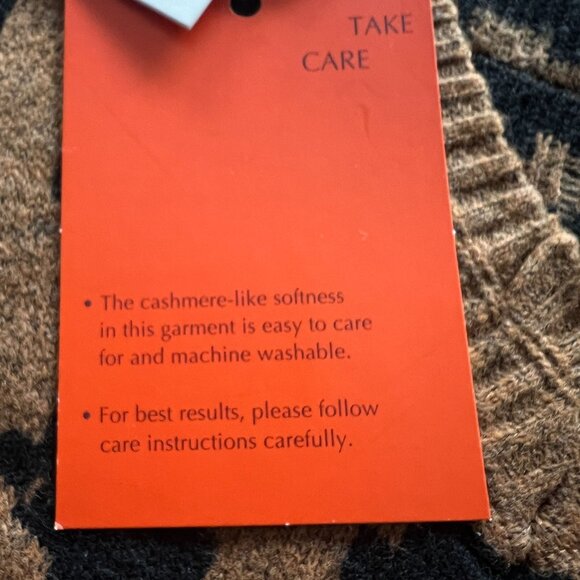 TAKE
CARE
• The cashmere-like softness
in this garment is easy to care
for and machine washable.
• For best results, please follow
care instructions carefully.